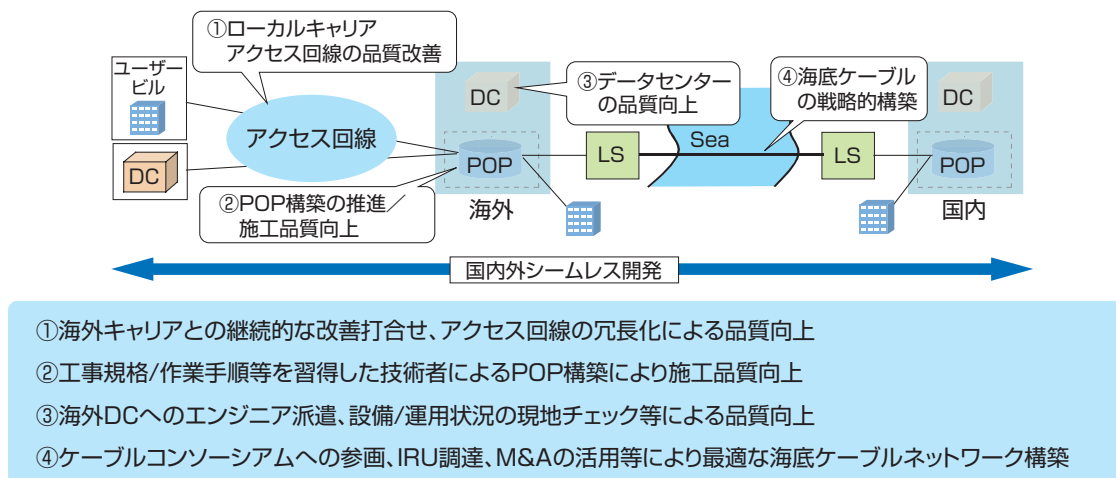 ①ローカルキャリア
アクセス回線の品質改善
ユーザー
ビル
DC
アクセス回線
②POP構築の推進／
施工品質向上
DC
POP
海外
③データセンター
の品質向上
LS
Sea
④海底ケーブル
の戦略的構築
LS
DC
POP
国内
国内外シームレス開発
①海外キャリアとの継続的な改善打合せ、アクセス回線の冗長化による品質向上
②工事規格/作業手順等を習得した技術者によるPOP構築により施工品質向上
③海外DCへのエンジニア派遣、設備/運用状況の現地チェック等による品質向上
④ケーブルコンソーシアムへの参画、IRU調達、M&Aの活用等により最適な海底ケーブルネットワーク構築